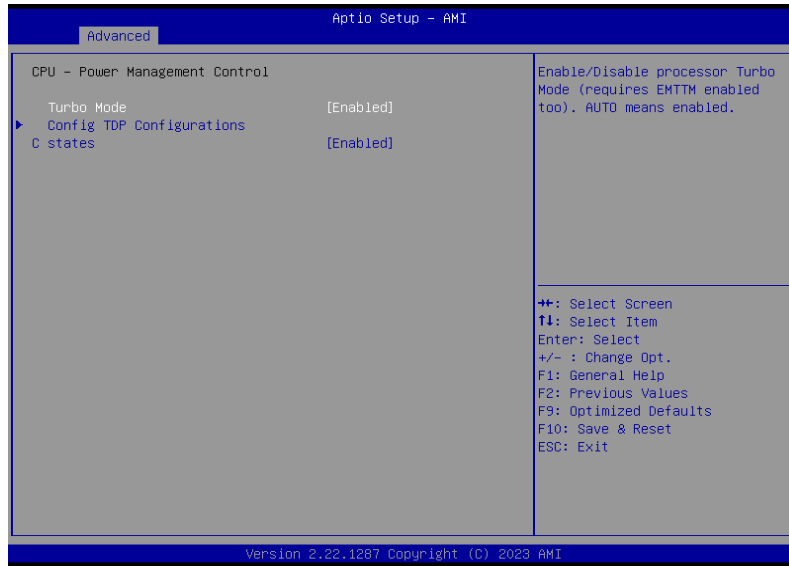 Aptio Setup - AMI
Advanced
CPU - Power Management Control
Turbo Mode [Enabled]
Config TDP Configurations
C states [Enabled]
Enable/Disable processor Turbo
Mode (requires EMTTM enabled
too). AUTO means enabled.
→←: Select Screen
↑↓: Select Item
Enter: Select
+/- : Change Opt.
F1: General Help
F2: Previous Values
F9: Optimized Defaults
F10: Save & Reset
ESC: Exit
Version 2.22.1287 Copyright (C) 2023 AMI